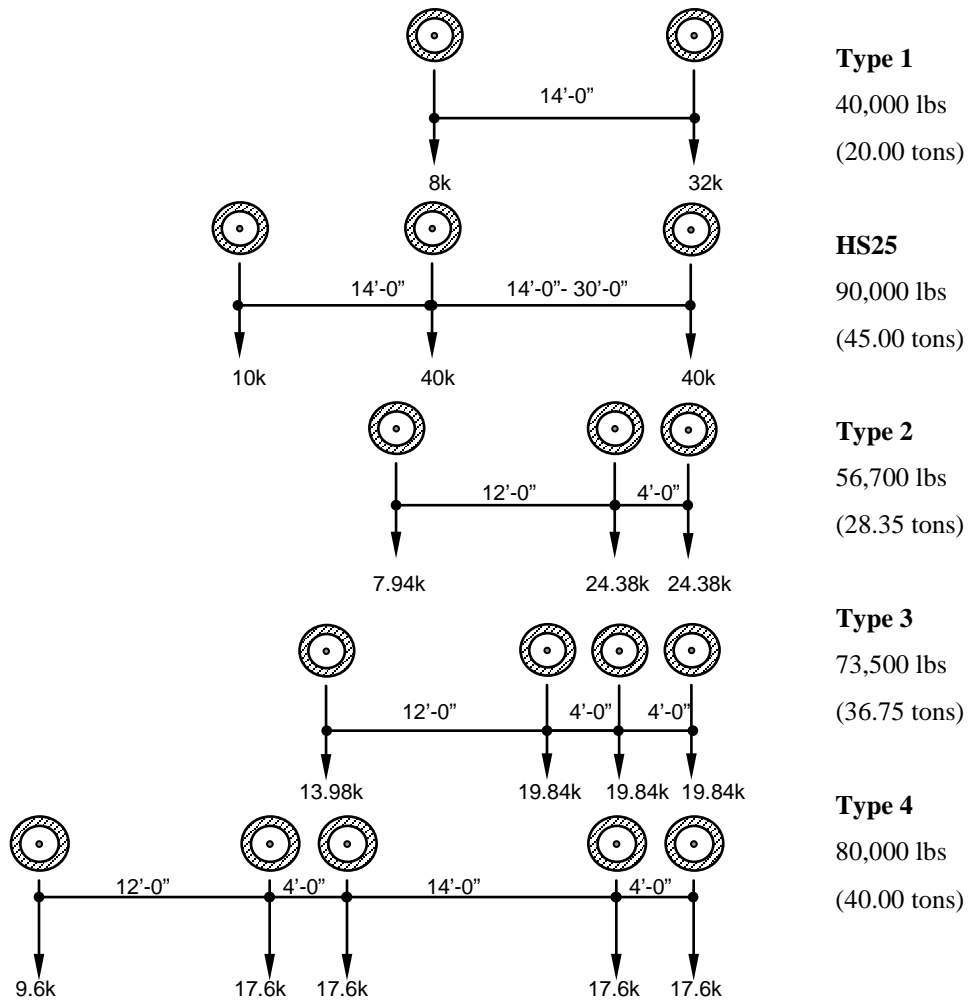 14’-0”
8k 32k
Type 1
40,000 lbs
(20.00 tons)
14’-0” 14’-0”- 30’-0”
10k 40k 40k
HS25
90,000 lbs
(45.00 tons)
12’-0” 4’-0”
7.94k 24.38k 24.38k
Type 2
56,700 lbs
(28.35 tons)
12’-0” 4’-0” 4’-0”
13.98k 19.84k 19.84k 19.84k
Type 3
73,500 lbs
(36.75 tons)
12’-0” 4’-0” 14’-0” 4’-0”
9.6k 17.6k 17.6k 17.6k 17.6k
Type 4
80,000 lbs
(40.00 tons)